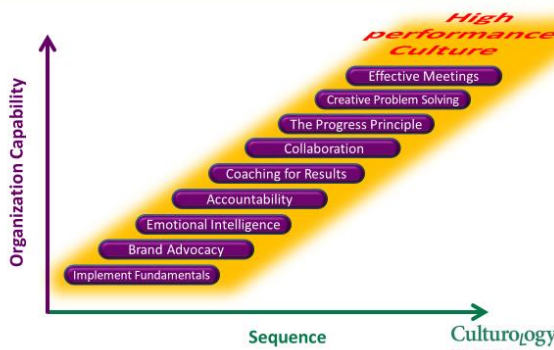 High
performance
Culture
Effective Meetings
Creative Problem Solving
The Progress Principle
Collaboration
Coaching for Results
Accountability
Emotional Intelligence
Brand Advocacy
Implement Fundamentals
Organization Capability
Sequence
Culturology